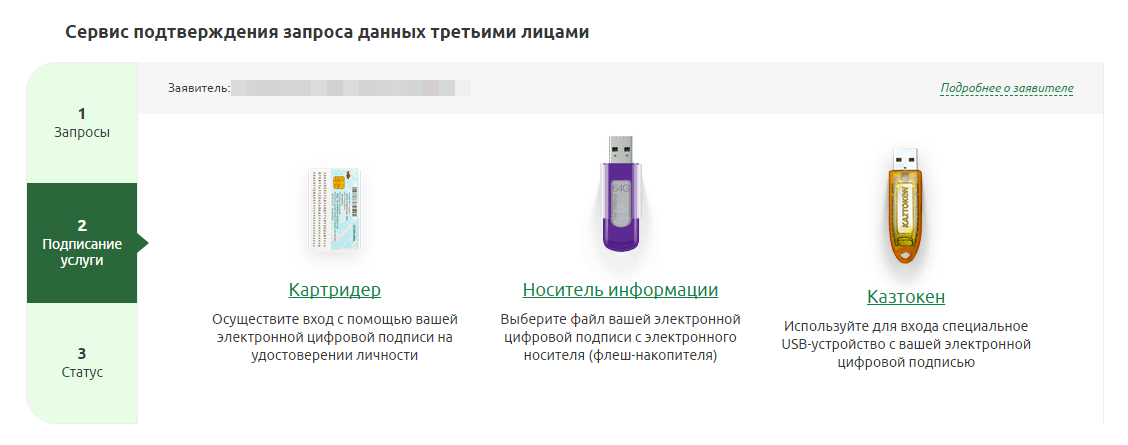 Сервис подтверждения запроса данных третьими лицами
Заявитель:
Подробнее о заявителе
1
Запросы
2
Подписание
услуги
3
Статус
64G
Картридер
Осуществите вход с помощью вашей
электронной цифровой подписи на
удостоверении личности
Носитель информации
Выберите файл вашей электронной
цифровой подписи с электронного
носителя (флеш-накопителя)
KAZTOKEN
Казтокен
Используйте для входа специальное
USB-устройство с вашей электронной
цифровой подписью